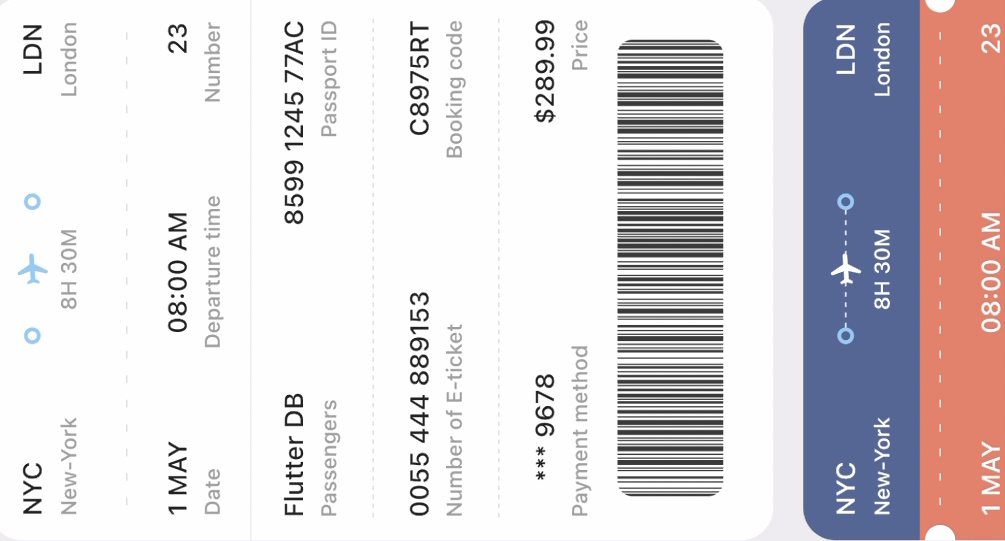 NYC LDN
New-York 8H 30M London
1 MAY 08:00 AM 23
Date Departure time Number
Flutter DB 8599 1245 77AC
Passengers Passport ID
0055 444 889153 C8975RT
Number of E-ticket Booking code
*** 9678 $289.99
Payment method Price
NYC LDN
New-York 8H 30M London
1 MAY 08:00 AM 23